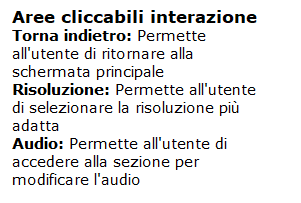 Aree cliccabili interazione
Torna indietro: Permette
all'utente di ritornare alla
schermata principale
Risoluzione: Permette all'utente
di selezionare la risoluzione più
adatta
Audio: Permette all'utente di
accedere alla sezione per
modificare l'audio